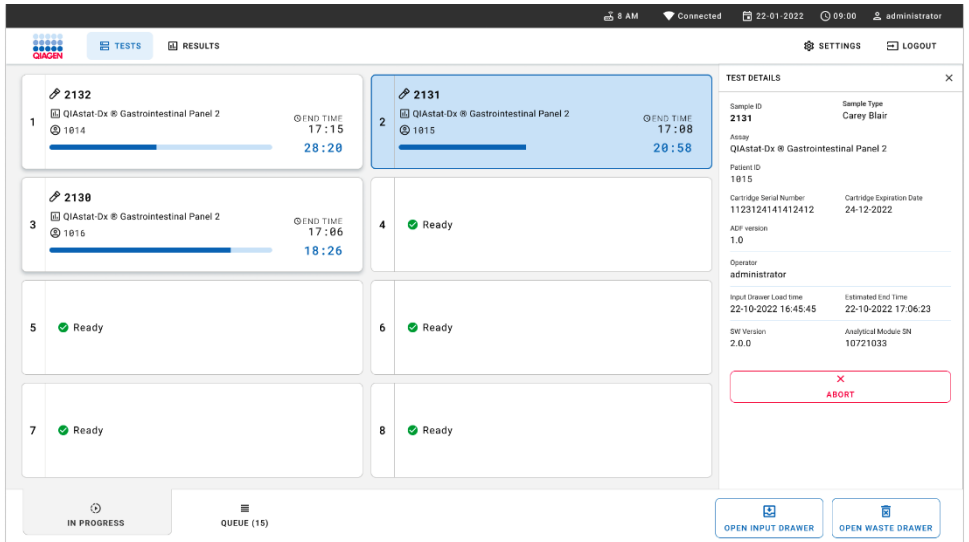 8 AM Connected 22-01-2022 09:00 administrator
QIAGEN TESTS RESULTS SETTINGS LOGOUT
1
2132
QIAstat-Dx ® Gastrointestinal Panel 2
1014
END TIME
17:15
28:20
2
2131
QIAstat-Dx ® Gastrointestinal Panel 2
1015
END TIME
17:08
20:58
3
2130
QIAstat-Dx ® Gastrointestinal Panel 2
1016
END TIME
17:06
18:26
4 Ready
5 Ready
6 Ready
7 Ready
8 Ready
TEST DETAILS
Sample ID Sample Type
2131 Carey Blair
Assay
QIAstat-Dx ® Gastrointestinal Panel 2
Patient ID
1015
Cartridge Serial Number Cartridge Expiration Date
1123124141412412 24-12-2022
ADF version
1.0
Operator
administrator
Input Drawer Load time Estimated End Time
22-10-2022 16:45:45 22-10-2022 17:06:23
SW Version Analytical Module SN
2.0.0 10721033
ABORT
IN PROGRESS QUEUE (15)
OPEN INPUT DRAWER OPEN WASTE DRAWER